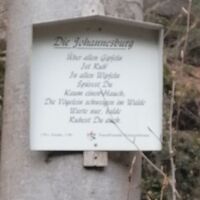 Die Johannesburg
Über allen Gipfeln
Ist Ruh'
In allen Wipfeln
Spürest Du
Kaum einen Hauch.
Die Vögelein schweigen im Walde
Warte nur, balde
Ruhest Du auch.